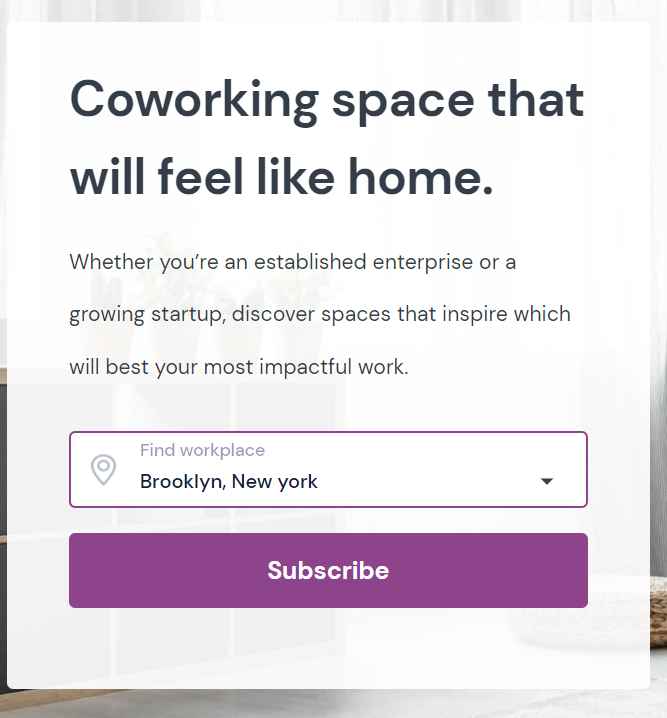 Coworking space that
will feel like home.
Whether you’re an established enterprise or a
growing startup, discover spaces that inspire which
will best your most impactful work.
Find workplace
Brooklyn, New york
Subscribe